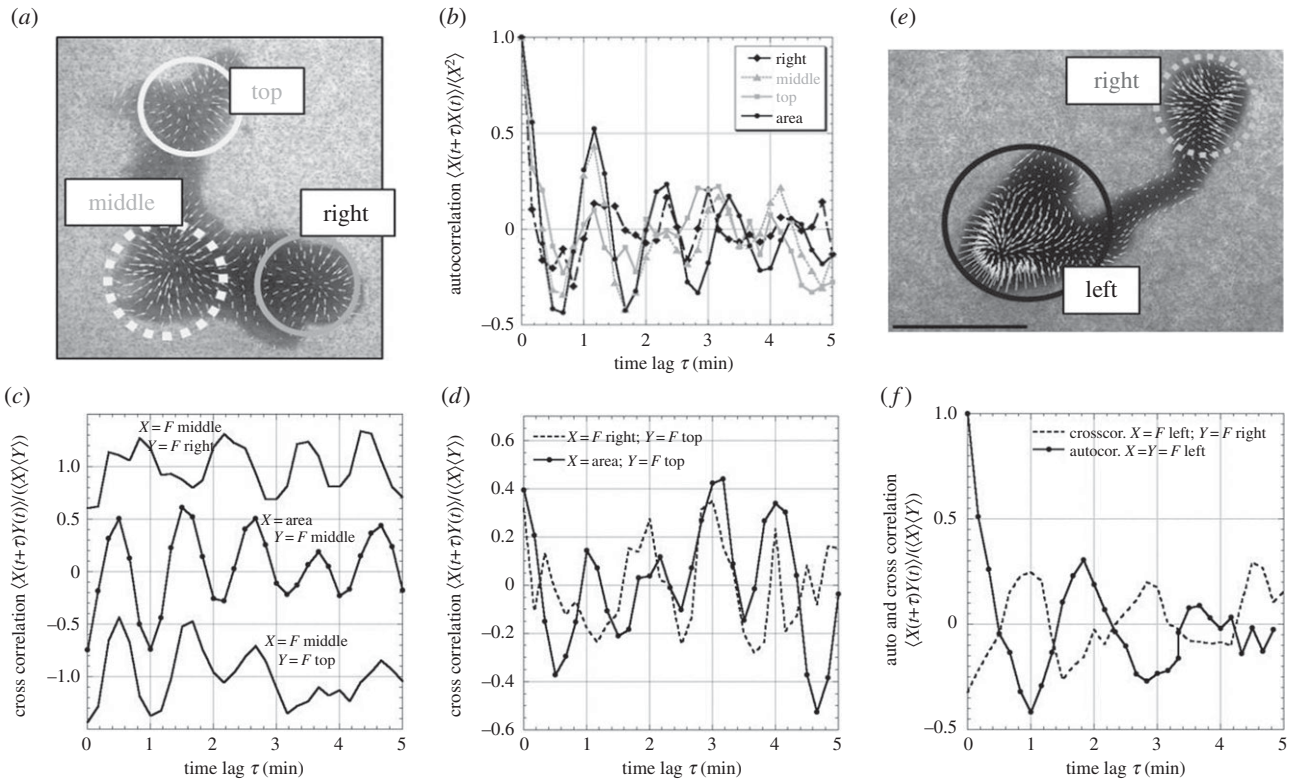 (a)
top
middle
right
(b)
1.0
0.5
0
–0.5
autocorrelation ⟨X(t+τ)X(t)⟩/⟨X²⟩
right
middle
top
area
0 1 2 3 4 5
time lag τ (min)
(e)
right
left
(c)
1.0
0.5
0
–0.5
–1.0
cross correlation ⟨X(t+τ)Y(t)⟩/(⟨X⟩⟨Y⟩)
X = F middle
Y = F right
X = area
Y = F middle
X = F middle
Y = F top
0 1 2 3 4 5
time lag τ (min)
(d)
0.6
0.4
0.2
0
–0.2
–0.4
–0.6
cross correlation ⟨X(t+τ)Y(t)⟩/(⟨X⟩⟨Y⟩)
X = F right; Y = F top
X = area; Y = F top
0 1 2 3 4 5
time lag τ (min)
(f)
1.0
0.5
0
–0.5
auto and cross correlation
⟨X(t+τ)Y(t)⟩/(⟨X⟩⟨Y⟩)
crosscor. X = F left; Y = F right
autocor. X = Y = F left
0 1 2 3 4 5
time lag τ (min)